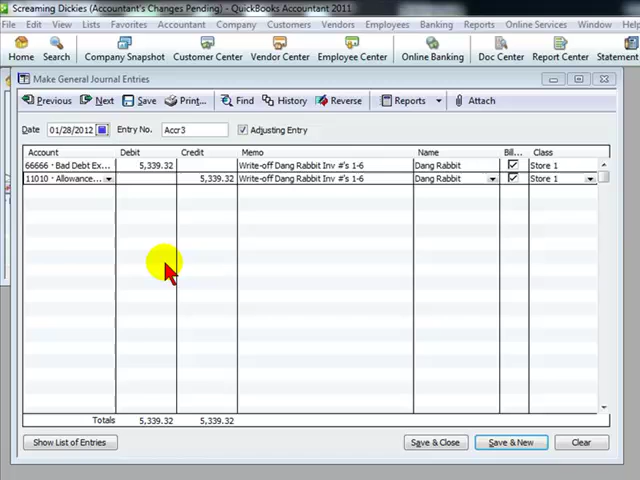 Screaming Dickies (Accountant's Changes Pending) - QuickBooks Accountant 2011
File Edit View Lists Favorites Accountant Company Customers Vendors Employees Banking Reports Online Services Window Help
Home Search Company Snapshot Customer Center Vendor Center Employee Center Online Banking Doc Center Report Center Statement
Make General Journal Entries
Previous Next Save Print... Find History Reverse Reports Attach
Date 01/28/2012 Entry No. Accr3 Adjusting Entry
Account Debit Credit Memo Name Bill... Class
66666 · Bad Debt Ex... 5,339.32 Write-off Dang Rabbit Inv #'s 1-6 Dang Rabbit Store 1
11010 · Allowance... 5,339.32 Write-off Dang Rabbit Inv #'s 1-6 Dang Rabbit Store 1
Totals 5,339.32 5,339.32
Show List of Entries Save & Close Save & New Clear